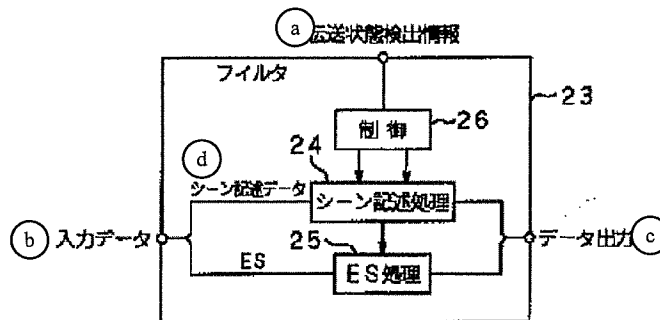 a 伝送状態検出情報
フィルタ
23
制御
26
d
24
シーン記述データ
シーン記述処理
b 入力データ
データ出力 c
25
ES
ES処理